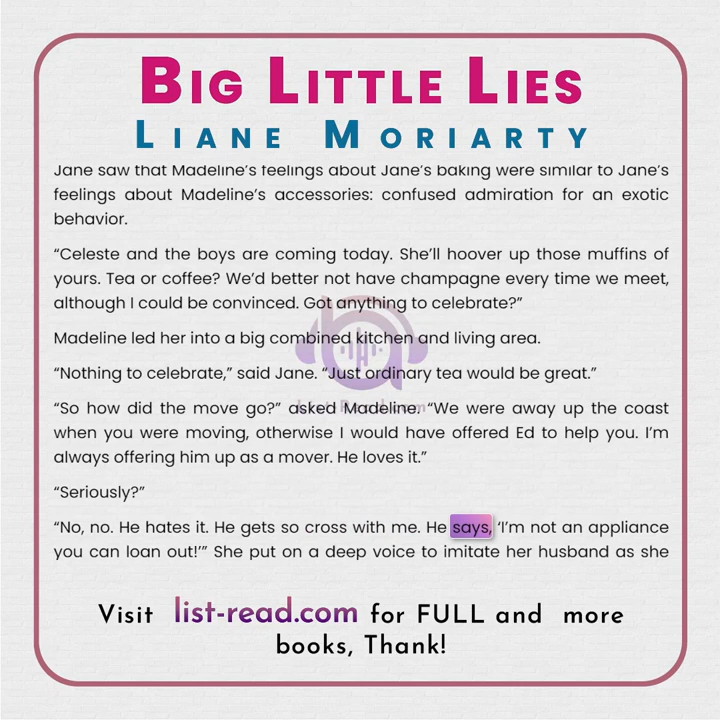 BIG LITTLE LIES
LIANE MORIARTY
Jane saw that Madeline’s feelings about Jane’s baking were similar to Jane’s
feelings about Madeline’s accessories: confused admiration for an exotic
behavior.
“Celeste and the boys are coming today. She’ll hoover up those muffins of
yours. Tea or coffee? We’d better not have champagne every time we meet,
although I could be convinced. Got anything to celebrate?”
Madeline led her into a big combined kitchen and living area.
“Nothing to celebrate,” said Jane. “Just ordinary tea would be great.”
“So how did the move go?” asked Madeline. “We were away up the coast
when you were moving, otherwise I would have offered Ed to help you. I’m
always offering him up as a mover. He loves it.”
“Seriously?”
“No, no. He hates it. He gets so cross with me. He says, ‘I’m not an appliance
you can loan out!’” She put on a deep voice to imitate her husband as she
Visit list-read.com for FULL and more
books, Thank!